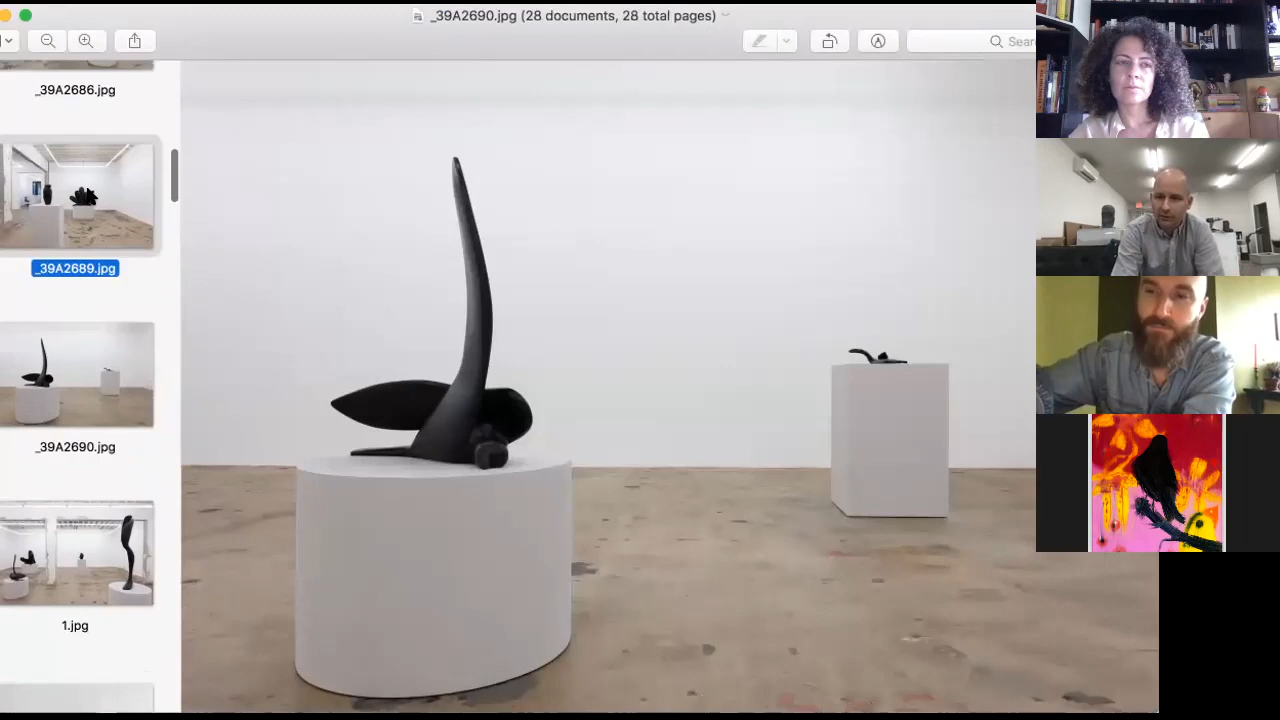 _39A2690.jpg (28 documents, 28 total pages)
Sear
_39A2686.jpg
_39A2689.jpg
_39A2690.jpg
1.jpg